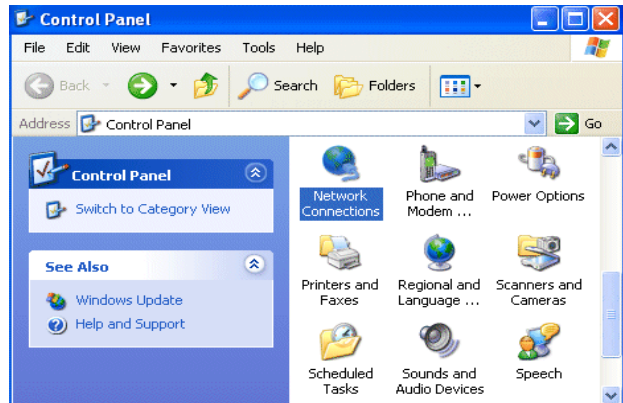 Control Panel
File Edit View Favorites Tools Help
Back Search Folders
Address Control Panel Go
Control Panel
Switch to Category View
See Also
Windows Update
Help and Support
Network
Connections
Phone and
Modem ...
Power Options
Printers and
Faxes
Regional and
Language ...
Scanners and
Cameras
Scheduled
Tasks
Sounds and
Audio Devices
Speech